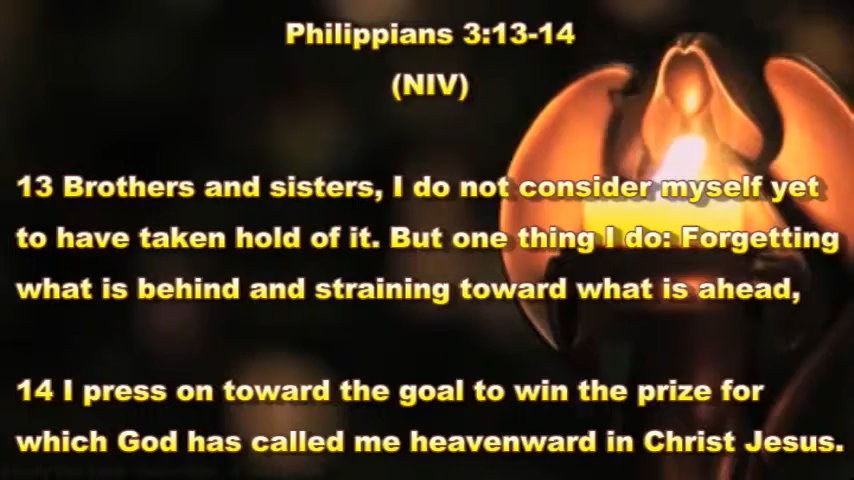 Philippians 3:13-14
(NIV)
13 Brothers and sisters, I do not consider myself yet
to have taken hold of it. But one thing I do: Forgetting
what is behind and straining toward what is ahead,
14 I press on toward the goal to win the prize for
which God has called me heavenward in Christ Jesus.